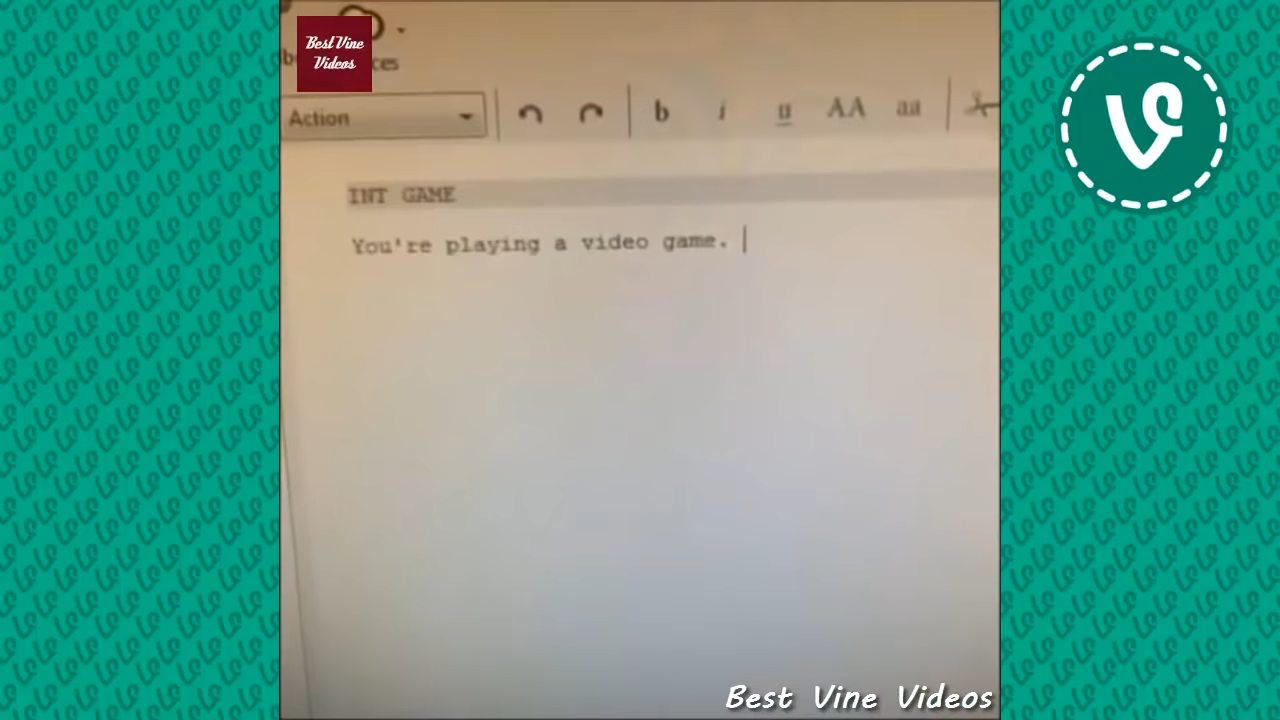 Best Vine
Videos
Action
b i u AA aa
INT GAME
You're playing a video game.
Best Vine Videos